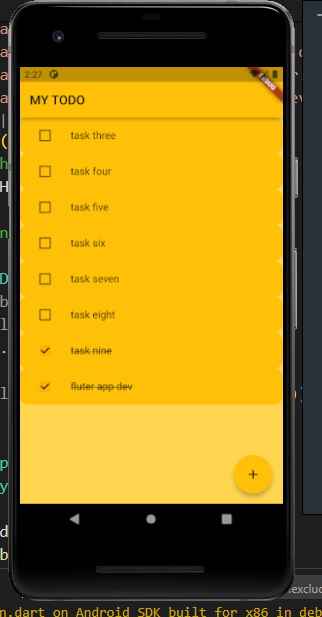 2:27
DEBUG
MY TODO
task three
task four
task five
task six
task seven
task eight
task nine
fluter app dev
+
n.dart on Android SDK built for x86 in deb